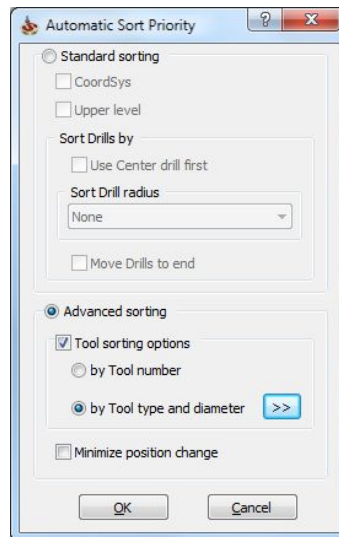 Automatic Sort Priority
Standard sorting
CoordSys
Upper level
Sort Drills by
Use Center drill first
Sort Drill radius
None
Move Drills to end
Advanced sorting
Tool sorting options
by Tool number
by Tool type and diameter >>
Minimize position change
OK Cancel